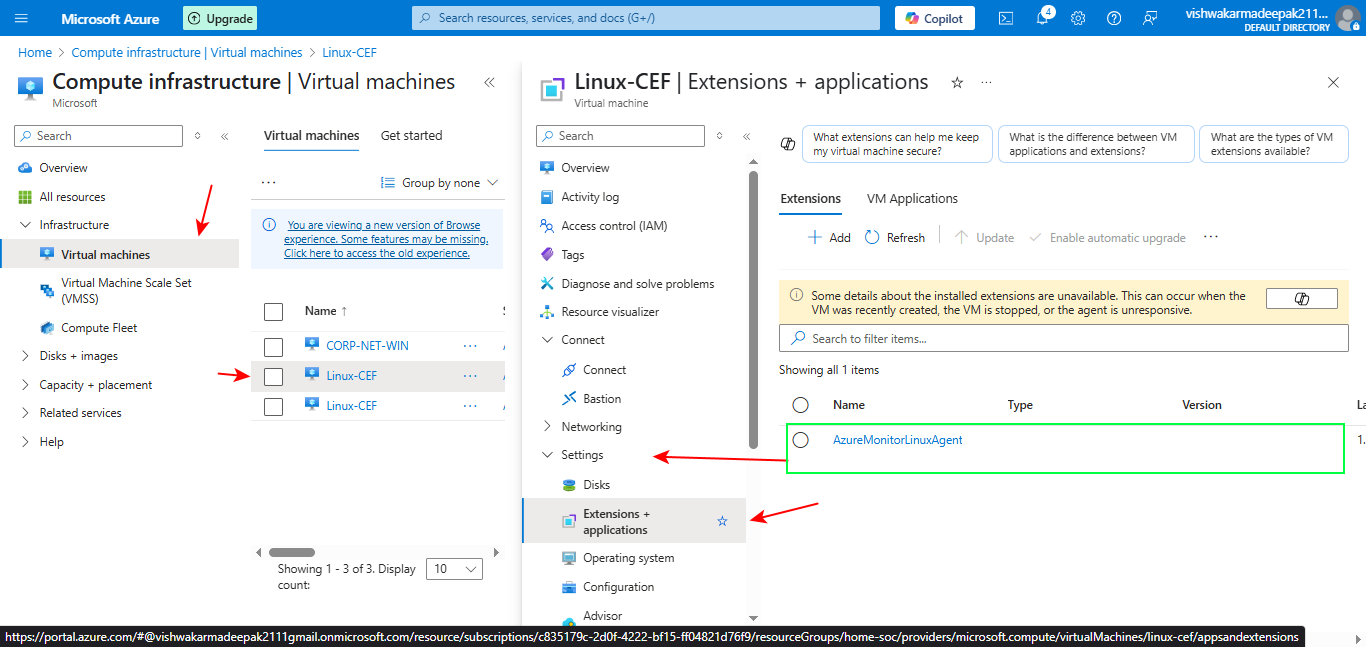 Microsoft Azure
Upgrade
Search resources, services, and docs (G+/)
Copilot
4
vishwakarmadeepak211...
DEFAULT DIRECTORY
Home > Compute infrastructure | Virtual machines > Linux-CEF
Compute infrastructure | Virtual machines
Microsoft
Search
Overview
All resources
Infrastructure
Virtual machines
Virtual Machine Scale Set
(VMSS)
Compute Fleet
Disks + images
Capacity + placement
Related services
Help
Virtual machines
Get started
Group by none
You are viewing a new version of Browse
experience. Some features may be missing.
Click here to access the old experience.
Name ↑
CORP-NET-WIN
Linux-CEF
Linux-CEF
Showing 1 - 3 of 3. Display
count:
10
Linux-CEF | Extensions + applications
Virtual machine
Search
Overview
Activity log
Access control (IAM)
Tags
Diagnose and solve problems
Resource visualizer
Connect
Connect
Bastion
Networking
Settings
Disks
Extensions +
applications
Operating system
Configuration
Advisor
What extensions can help me keep
my virtual machine secure?
What is the difference between VM
applications and extensions?
What are the types of VM
extensions available?
Extensions
VM Applications
Add
Refresh
Update
Enable automatic upgrade
Some details about the installed extensions are unavailable. This can occur when the
VM was recently created, the VM is stopped, or the agent is unresponsive.
Search to filter items...
Showing all 1 items
Name
Type
Version
La
AzureMonitorLinuxAgent
1.
https://portal.azure.com/#@vishwakarmadeepak2111gmail.onmicrosoft.com/resource/subscriptions/c835179c-2d0f-4222-bf15-ff04821d76f9/resourceGroups/home-soc/providers/microsoft.compute/virtualMachines/linux-cef/appsandextensions